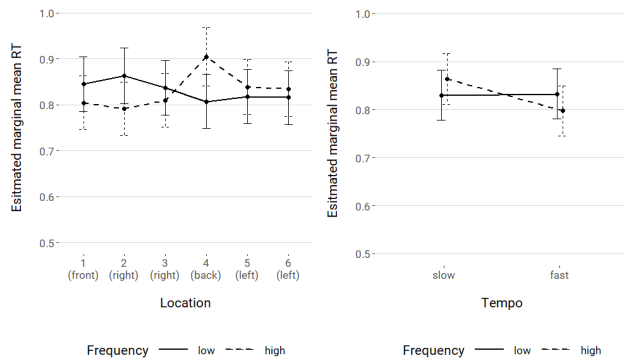 Esitmated marginal mean RT
1.0
0.9
0.8
0.7
0.6
0.5
1 2 3 4 5 6
(front) (right) (right) (back) (left) (left)
Location
Frequency low high
Esitmated marginal mean RT
1.0
0.9
0.8
0.7
0.6
0.5
slow fast
Tempo
Frequency low high